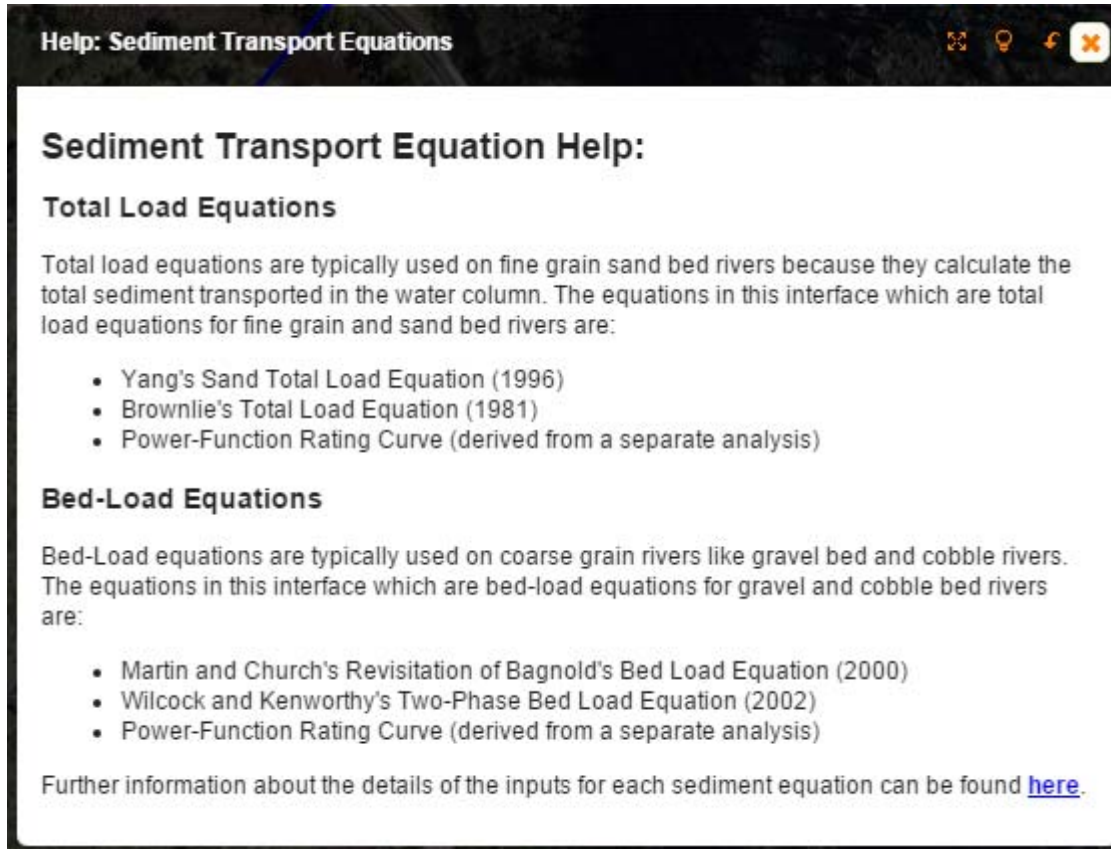 Help: Sediment Transport Equations
Sediment Transport Equation Help:
Total Load Equations
Total load equations are typically used on fine grain sand bed rivers because they calculate the
total sediment transported in the water column. The equations in this interface which are total
load equations for fine grain and sand bed rivers are:
• Yang's Sand Total Load Equation (1996)
• Brownlie's Total Load Equation (1981)
• Power-Function Rating Curve (derived from a separate analysis)
Bed-Load Equations
Bed-Load equations are typically used on coarse grain rivers like gravel bed and cobble rivers.
The equations in this interface which are bed-load equations for gravel and cobble bed rivers
are:
• Martin and Church's Revisitation of Bagnold's Bed Load Equation (2000)
• Wilcock and Kenworthy's Two-Phase Bed Load Equation (2002)
• Power-Function Rating Curve (derived from a separate analysis)
Further information about the details of the inputs for each sediment equation can be found here.